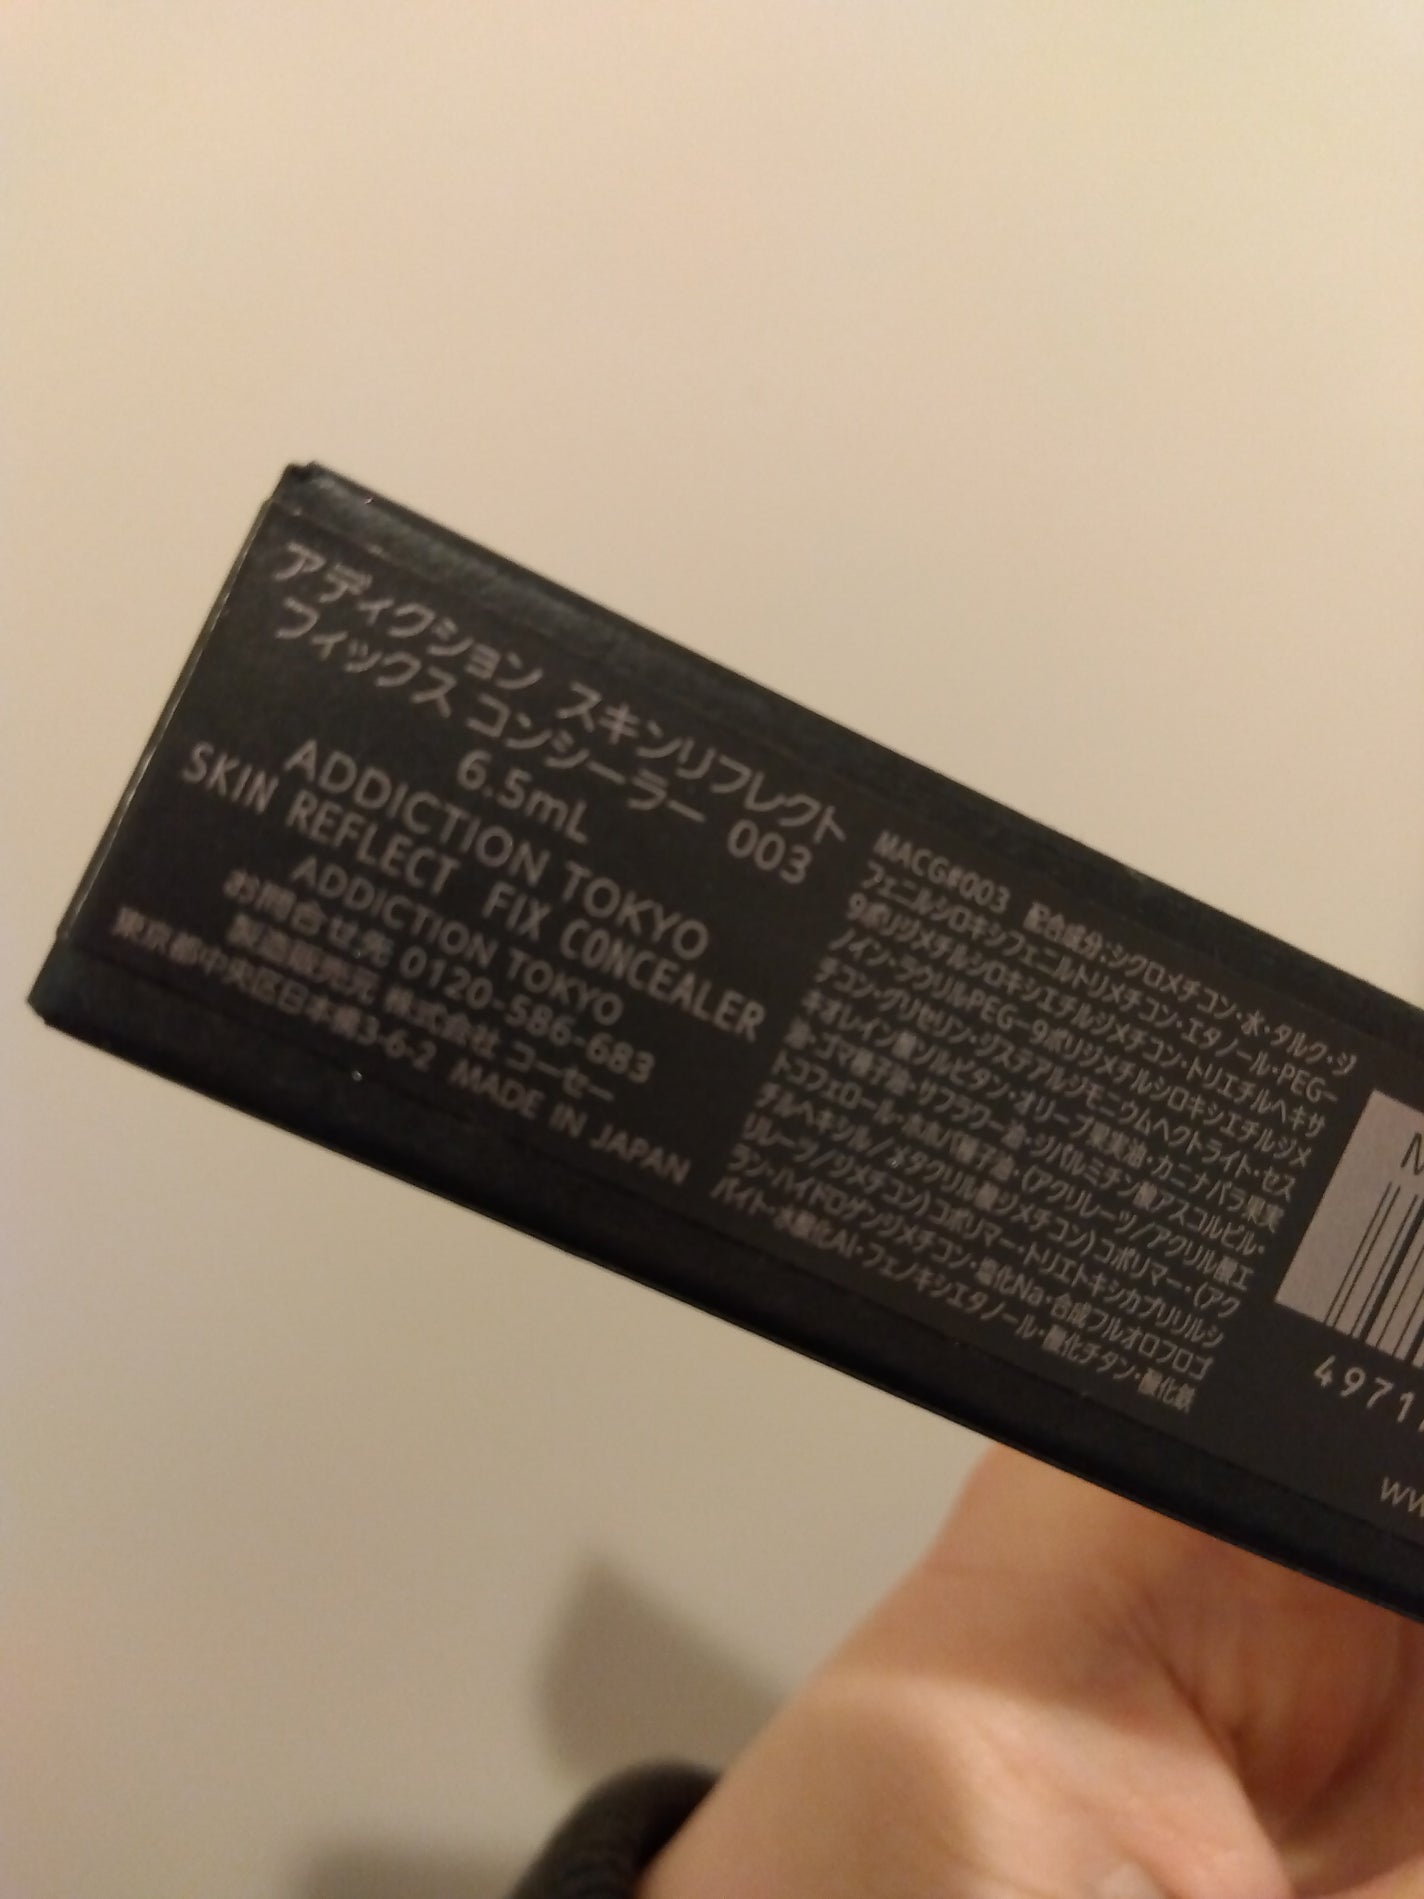 アディクション スキンリフレクト
フィックス コンシーラー 003
6.5mL
ADDICTION TOKYO
SKIN REFLECT FIX CONCEALER
ADDICTION TOKYO
お問合せ先 0120-586-683
製造販売元 株式会社 コーセー
東京都中央区日本橋3-6-2 MADE IN JAPAN
MACG#003 配合成分:シクロメチコン・水・タルク・ジ
フェニルシロキシフェニルトリメチコン・エタノール・PEG-
9ポリジメチルシロキシエチルジメチコン・トリエチルヘキサ
ノイン・ラウリルPEG-9ポリジメチルシロキシエチルジメ
チコン・グリセリン・ジステアルジモニウムヘクトライト・セス
キオレイン酸ソルビタン・オリーブ果実油・カニナバラ果実
油・ゴマ種子油・サフラワー油・ジパルミチン酸アスコルビル・
トコフェロール・ホホバ種子油・(アクリレーツ/アクリル酸エ
チルヘキシル/メタクリル酸ジメチコン)コポリマー・(アク
リレーツ/ジメチコン)コポリマー・トリエトキシカプリリルシ
ラン・ハイドロゲンジメチコン・塩化Na・合成フルオロフロゴ
パイト・水酸化Al・フェノキシエタノール・酸化チタン・酸化鉄
M
4971
ww